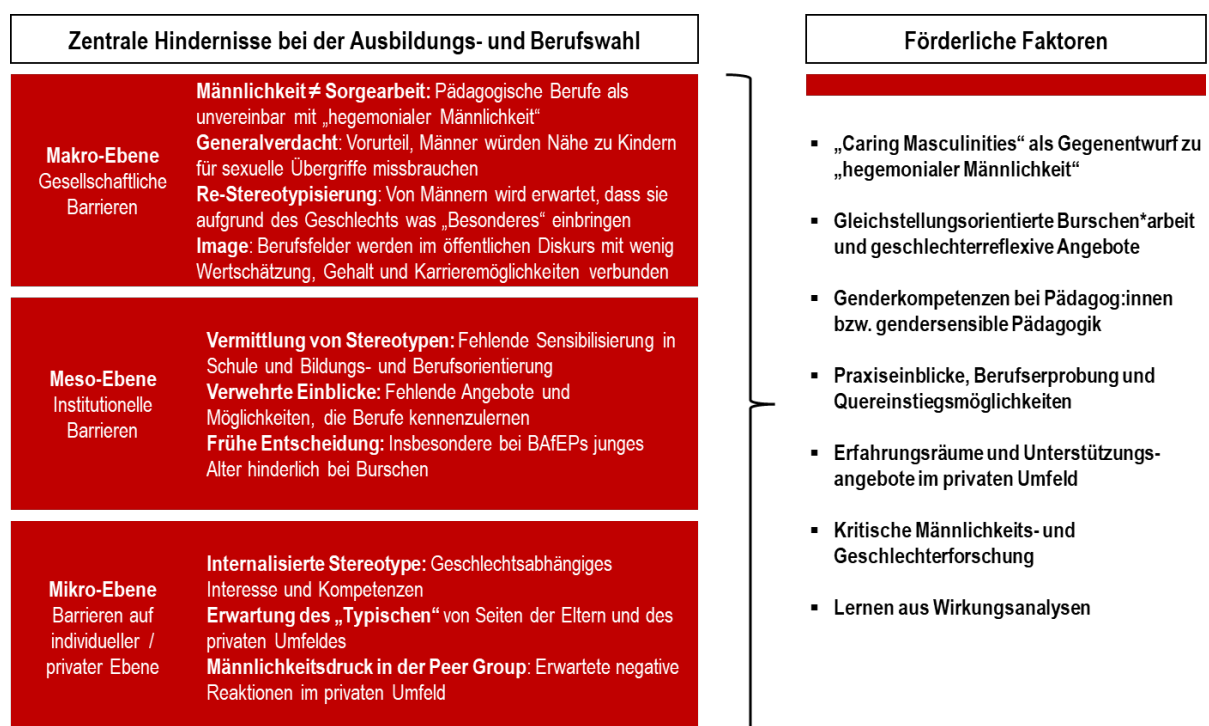 Zentrale Hindernisse bei der Ausbildungs- und Berufswahl
Makro-Ebene
Gesellschaftliche
Barrieren
Männlichkeit ≠ Sorgearbeit: Pädagogische Berufe als
unvereinbar mit „hegemonialer Männlichkeit“
Generalverdacht: Vorurteil, Männer würden Nähe zu Kindern
für sexuelle Übergriffe missbrauchen
Re-Stereotypisierung: Von Männern wird erwartet, dass sie
aufgrund des Geschlechts was „Besonderes“ einbringen
Image: Berufsfelder werden im öffentlichen Diskurs mit wenig
Wertschätzung, Gehalt und Karrieremöglichkeiten verbunden
Meso-Ebene
Institutionelle
Barrieren
Vermittlung von Stereotypen: Fehlende Sensibilisierung in
Schule und Bildungs- und Berufsorientierung
Verwehrte Einblicke: Fehlende Angebote und
Möglichkeiten, die Berufe kennenzulernen
Frühe Entscheidung: Insbesondere bei BAfEPs junges
Alter hinderlich bei Burschen
Mikro-Ebene
Barrieren auf
individueller /
privater Ebene
Internalisierte Stereotype: Geschlechtsabhängiges
Interesse und Kompetenzen
Erwartung des „Typischen“ von Seiten der Eltern und des
privaten Umfeldes
Männlichkeitsdruck in der Peer Group: Erwartete negative
Reaktionen im privaten Umfeld
Förderliche Faktoren
▪ „Caring Masculinities“ als Gegenentwurf zu
„hegemonialer Männlichkeit“
▪ Gleichstellungsorientierte Burschen*arbeit
und geschlechterreflexive Angebote
▪ Genderkompetenzen bei Pädagog:innen
bzw. gendersensible Pädagogik
▪ Praxiseinblicke, Berufserprobung und
Quereinstiegsmöglichkeiten
▪ Erfahrungsräume und Unterstützungs-
angebote im privaten Umfeld
▪ Kritische Männlichkeits- und
Geschlechterforschung
▪ Lernen aus Wirkungsanalysen